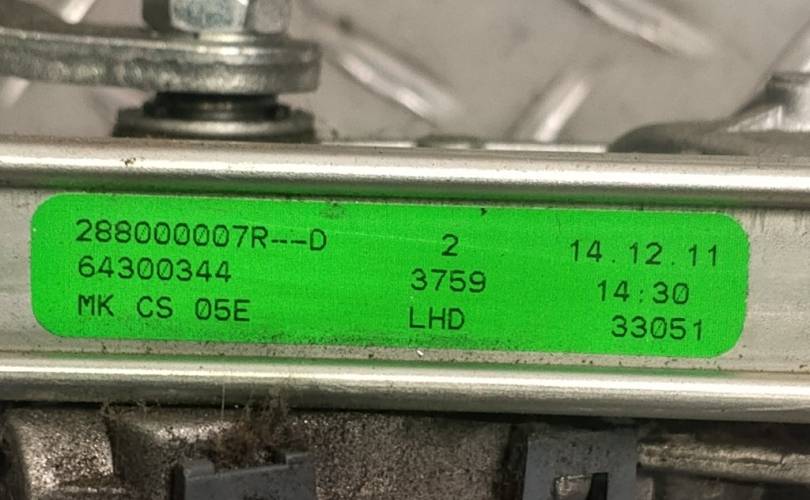 288000007R--D 2 14.12.11
64300344 3759 14:30
MK CS 05E LHD 33051